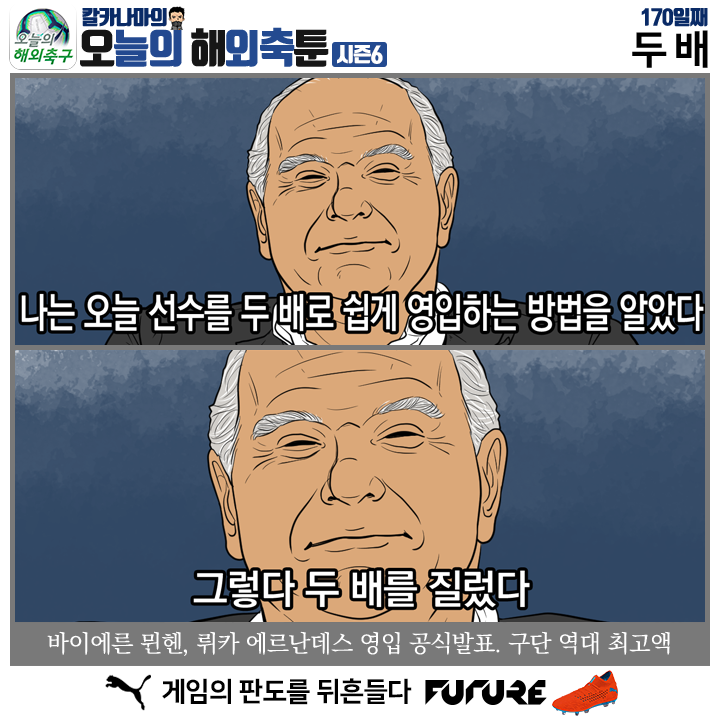 오늘의
해외축구
칼카나마의
오늘의 해외축툰 시즌6
170일째
두 배
나는 오늘 선수를 두 배로 쉽게 영입하는 방법을 알았다
그렇다 두 배를 질렀다
바이에른 뮌헨, 뤼카 에르난데스 영입 공식발표. 구단 역대 최고액
게임의 판도를 뒤흔들다 FUTURE